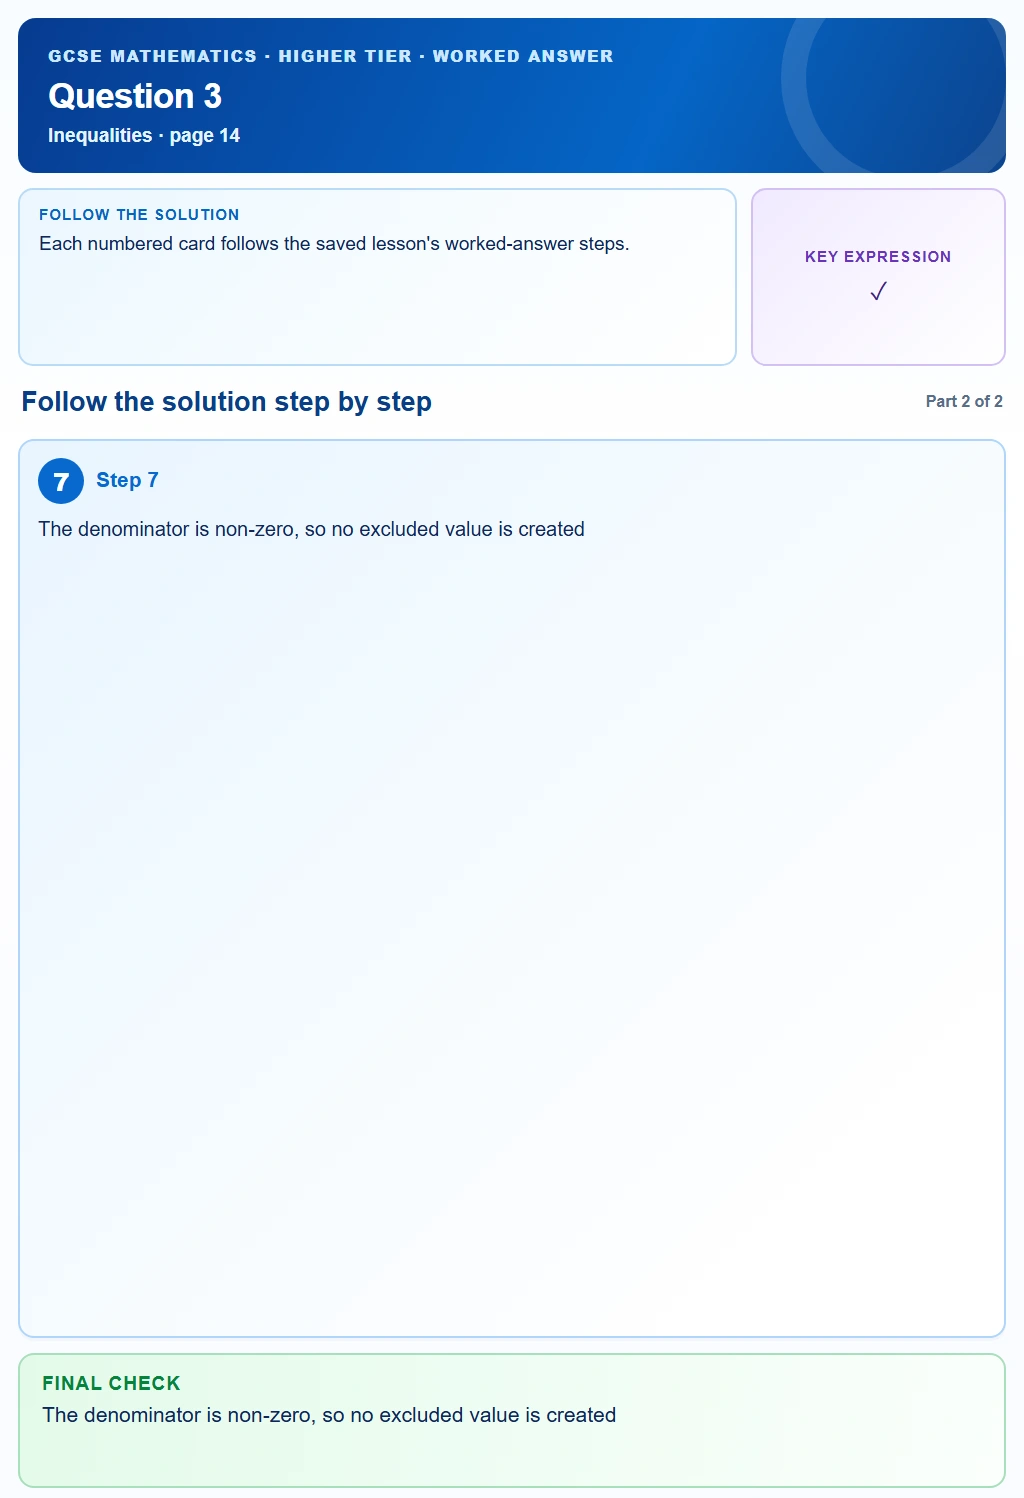 GCSE MATHEMATICS · HIGHER TIER · WORKED ANSWER
Question 3
Inequalities · page 14
FOLLOW THE SOLUTION
Each numbered card follows the saved lesson's worked-answer steps.
KEY EXPRESSION
✓
Follow the solution step by step
Part 2 of 2
7 Step 7
The denominator is non-zero, so no excluded value is created
FINAL CHECK
The denominator is non-zero, so no excluded value is created